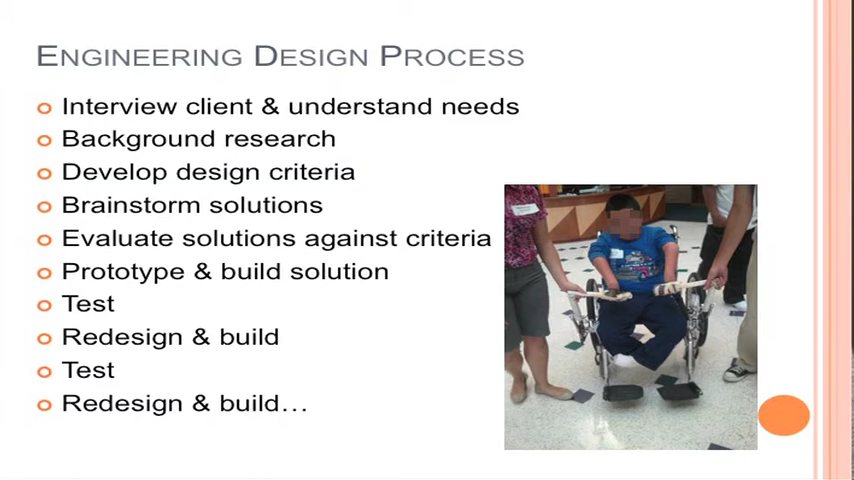 ENGINEERING DESIGN PROCESS
Interview client & understand needs
Background research
Develop design criteria
Brainstorm solutions
Evaluate solutions against criteria
Prototype & build solution
Test
Redesign & build
Test
Redesign & build…